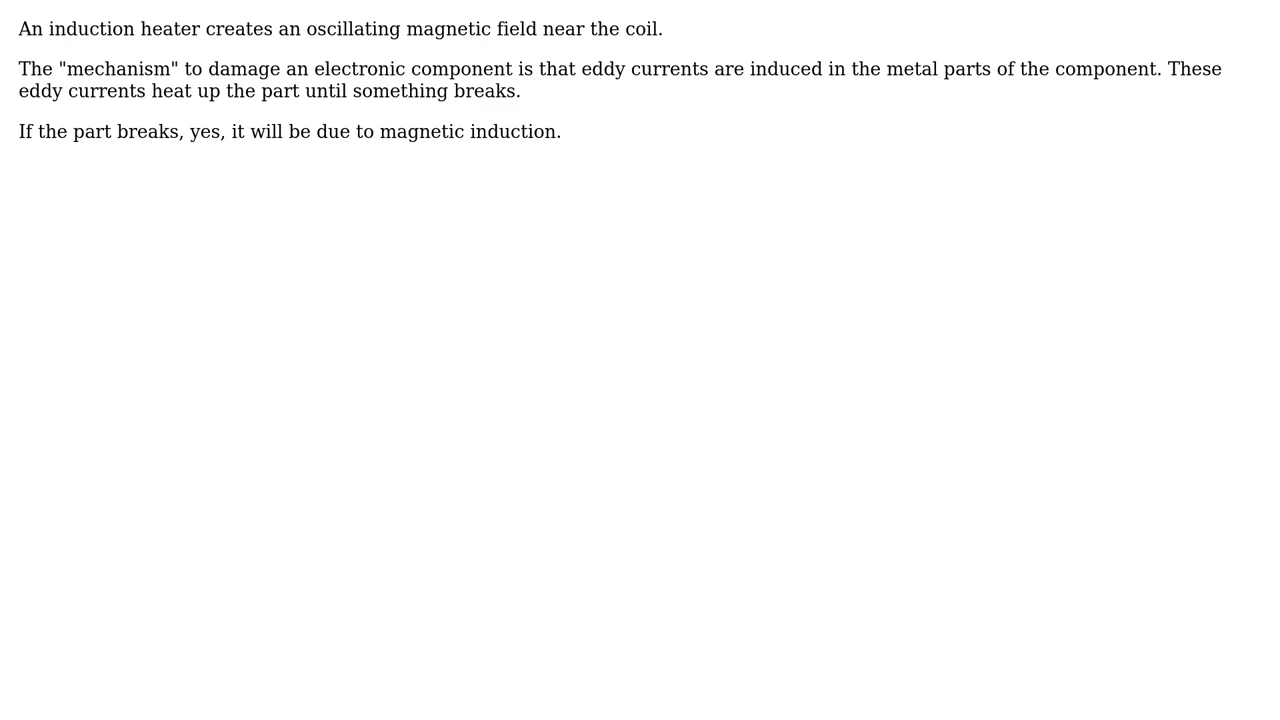 An induction heater creates an oscillating magnetic field near the coil.
The "mechanism" to damage an electronic component is that eddy currents are induced in the metal parts of the component. These
eddy currents heat up the part until something breaks.
If the part breaks, yes, it will be due to magnetic induction.